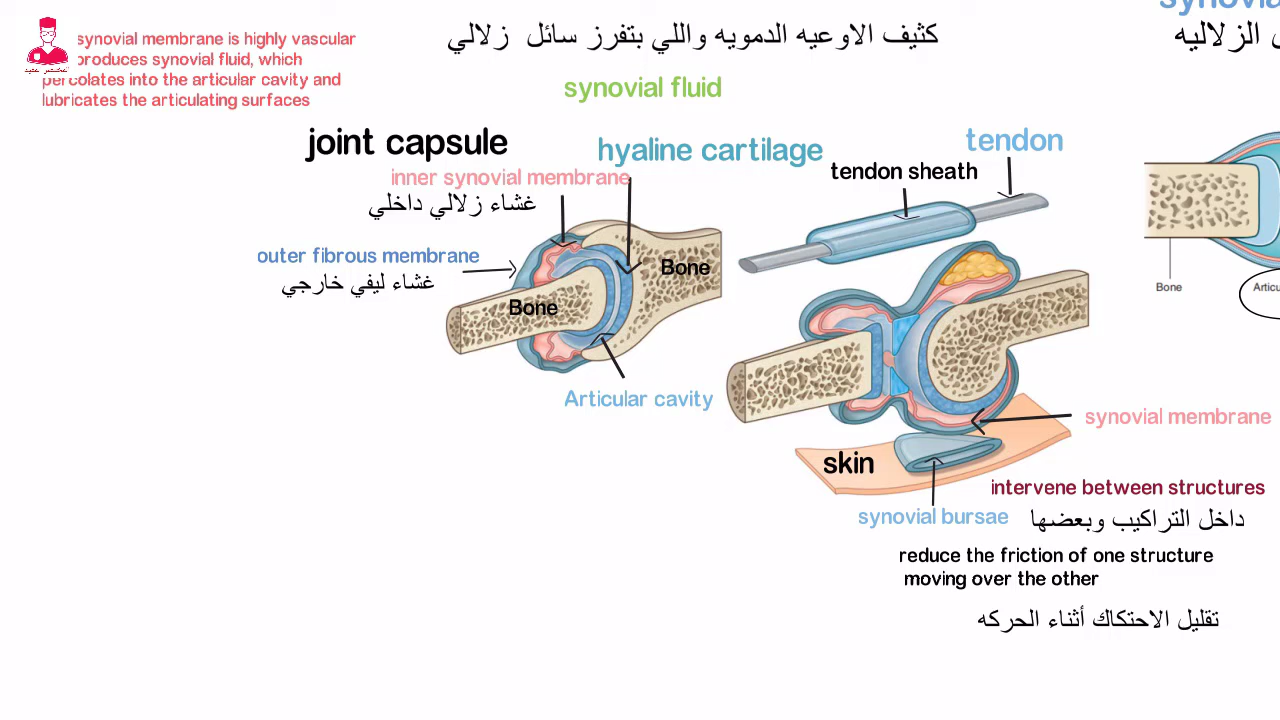 synovial
كثيف الاوعيه الدمويه واللي بتفرز سائل زلالي
الزلاليه
synovial membrane is highly vascular
produces synovial fluid, which
percolates into the articular cavity and
lubricates the articulating surfaces
synovial fluid
joint capsule
hyaline cartilage
tendon
tendon sheath
inner synovial membrane
غشاء زلالي داخلي
outer fibrous membrane
غشاء ليفي خارجي
Bone
Bone
Bone
Articu
Articular cavity
synovial membrane
skin
intervene between structures
synovial bursae
داخل التراكيب وبعضها
reduce the friction of one structure
moving over the other
تقليل الاحتكاك أثناء الحركه